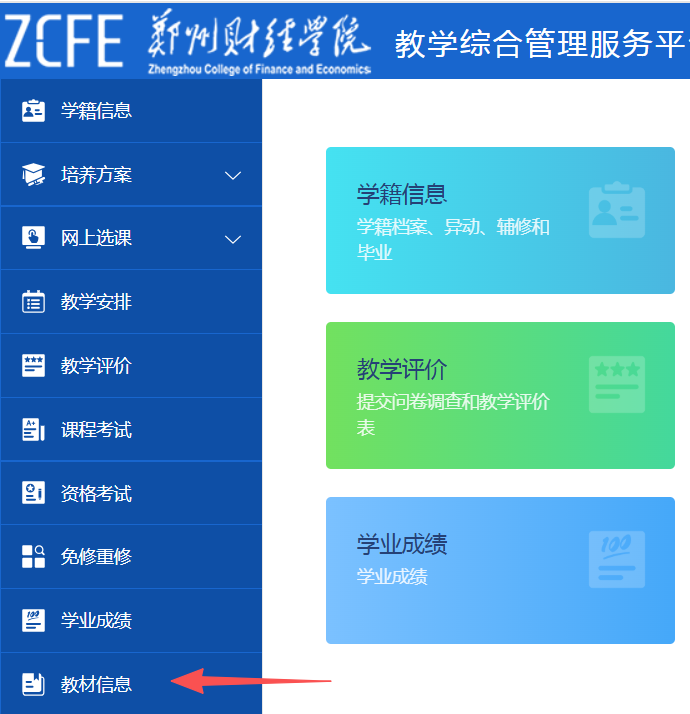 ZCFE 郑州财经学院 教学综合管理服务平
Zhengzhou College of Finance and Economics
学籍信息
培养方案
网上选课
教学安排
教学评价
课程考试
资格考试
免修重修
学业成绩
教材信息
学籍信息
学籍档案、异动、辅修和
毕业
教学评价
提交问卷调查和教学评价
表
学业成绩
学业成绩